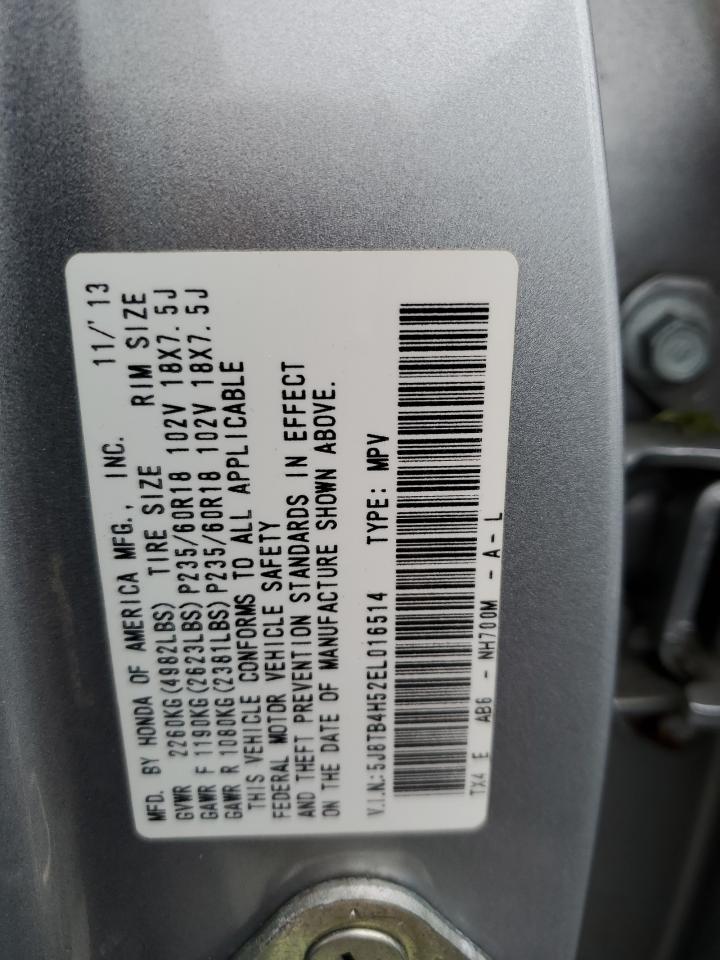 MFD. BY HONDA OF AMERICA MFG., INC. 11/'13
GVWR 2260KG(4982LBS) TIRE SIZE RIM SIZE
GAWR F 1190KG(2623LBS) P235/60R18 102V 18X7.5J
GAWR R 1080KG(2381LBS) P235/60R18 102V 18X7.5J
THIS VEHICLE CONFORMS TO ALL APPLICABLE
FEDERAL MOTOR VEHICLE SAFETY
AND THEFT PREVENTION STANDARDS IN EFFECT
ON THE DATE OF MANUFACTURE SHOWN ABOVE.
V.I.N.:5J8TB4H52EL016514 TYPE: MPV
TX4 E AB6 - NH700M - A - L